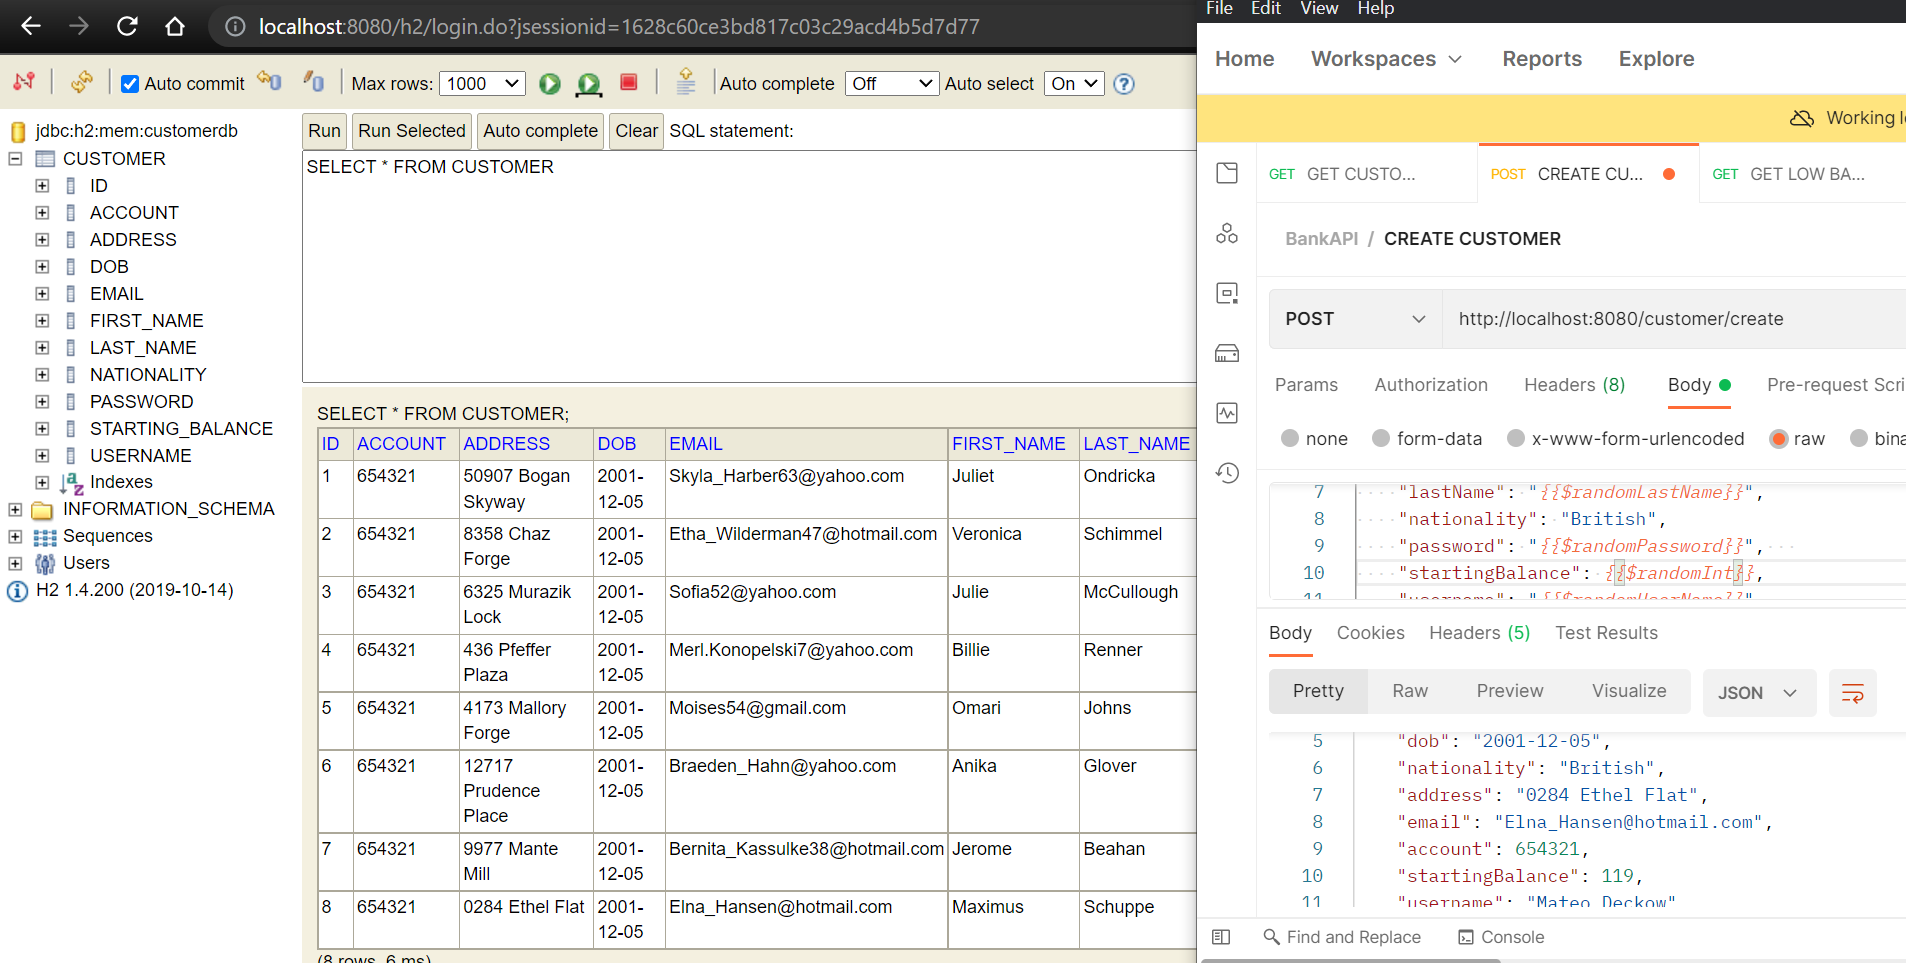 localhost:8080/h2/login.do?jsessionid=1628c60ce3bd817c03c29acd4b5d7d77
Auto commit
Max rows: 1000
Auto complete Off
Auto select On
jdbc:h2:mem:customerdb
CUSTOMER
ID
ACCOUNT
ADDRESS
DOB
EMAIL
FIRST_NAME
LAST_NAME
NATIONALITY
PASSWORD
STARTING_BALANCE
USERNAME
Indexes
INFORMATION_SCHEMA
Sequences
Users
H2 1.4.200 (2019-10-14)
Run Run Selected Auto complete Clear SQL statement:
SELECT * FROM CUSTOMER
SELECT * FROM CUSTOMER;
ID ACCOUNT ADDRESS DOB EMAIL FIRST_NAME LAST_NAME
1 654321 50907 Bogan Skyway 2001-12-05 Skyla_Harber63@yahoo.com Juliet Ondricka
2 654321 8358 Chaz Forge 2001-12-05 Etha_Wilderman47@hotmail.com Veronica Schimmel
3 654321 6325 Murazik Lock 2001-12-05 Sofia52@yahoo.com Julie McCullough
4 654321 436 Pfeffer Plaza 2001-12-05 Merl.Konopelski7@yahoo.com Billie Renner
5 654321 4173 Mallory Forge 2001-12-05 Moises54@gmail.com Omari Johns
6 654321 12717 Prudence Place 2001-12-05 Braeden_Hahn@yahoo.com Anika Glover
7 654321 9977 Mante Mill 2001-12-05 Bernita_Kassulke38@hotmail.com Jerome Beahan
8 654321 0284 Ethel Flat 2001-12-05 Elna_Hansen@hotmail.com Maximus Schuppe
(8 rows, 6 ms)
File Edit View Help
Home Workspaces Reports Explore
Working
GET GET CUSTO... POST CREATE CU... GET GET LOW BA...
BankAPI / CREATE CUSTOMER
POST http://localhost:8080/customer/create
Params Authorization Headers (8) Body Pre-request Scri
none form-data x-www-form-urlencoded raw bina
7 "lastName": "{{$randomLastName}}",
8 "nationality": "British",
9 "password": "{{$randomPassword}}",
10 "startingBalance": {{$randomInt}},
11 "username": "{{$randomUserName}}"
Body Cookies Headers (5) Test Results
Pretty Raw Preview Visualize JSON
5 "dob": "2001-12-05",
6 "nationality": "British",
7 "address": "0284 Ethel Flat",
8 "email": "Elna_Hansen@hotmail.com",
9 "account": 654321,
10 "startingBalance": 119,
11 "username": "Mateo Deckow"
Find and Replace Console